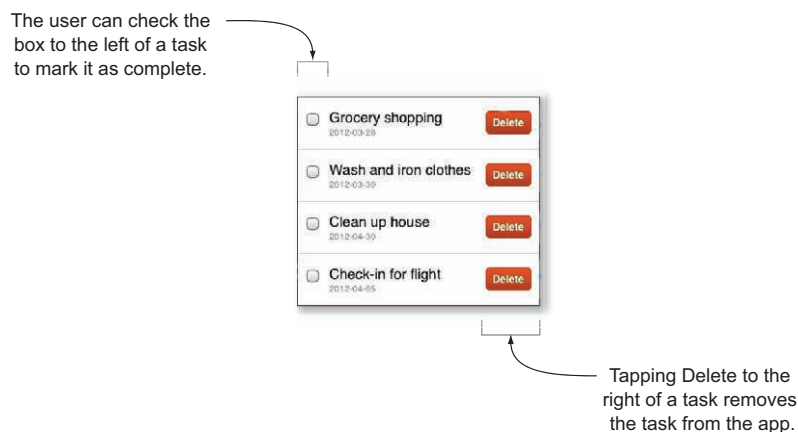 The user can check the
box to the left of a task
to mark it as complete.
Grocery shopping
2012-03-28
Delete
Wash and iron clothes
2012-03-30
Delete
Clean up house
2012-04-30
Delete
Check-in for flight
2012-04-05
Delete
Tapping Delete to the
right of a task removes
the task from the app.